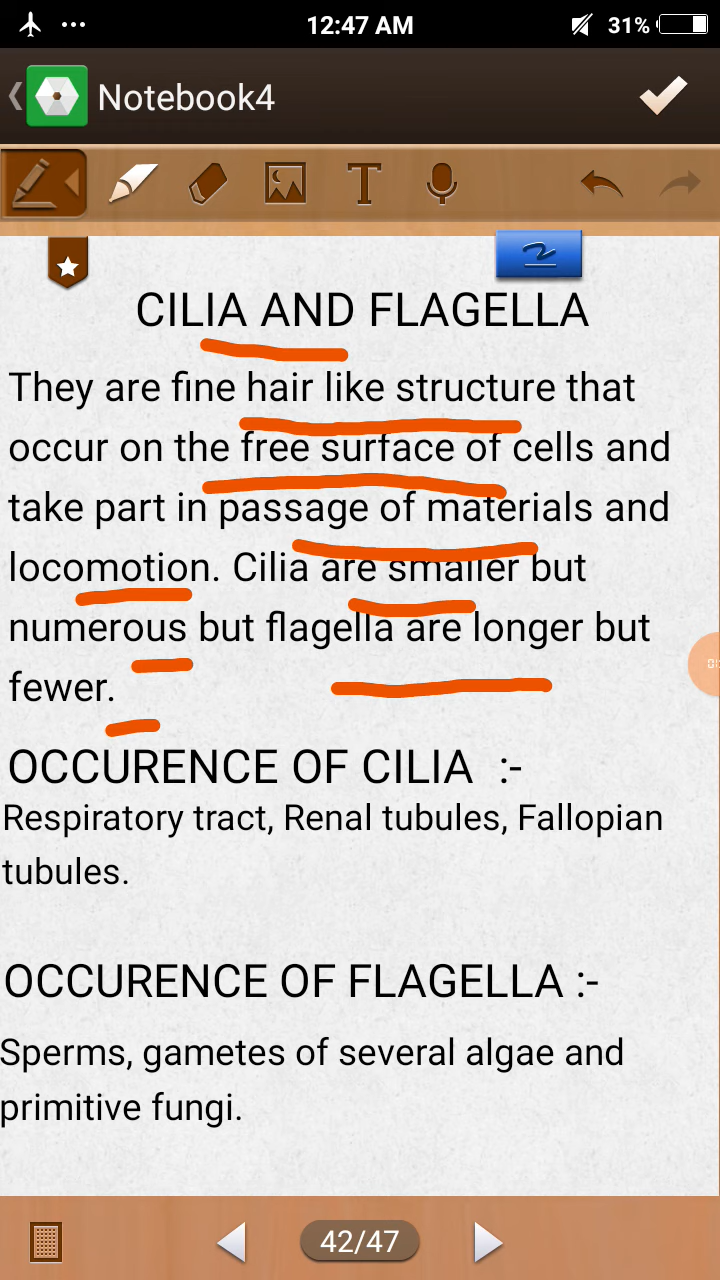 12:47 AM
31%
Notebook4
CILIA AND FLAGELLA
They are fine hair like structure that
occur on the free surface of cells and
take part in passage of materials and
locomotion. Cilia are smaller but
numerous but flagella are longer but
fewer.
OCCURENCE OF CILIA :-
Respiratory tract, Renal tubules, Fallopian
tubules.
OCCURENCE OF FLAGELLA :-
Sperms, gametes of several algae and
primitive fungi.
42/47